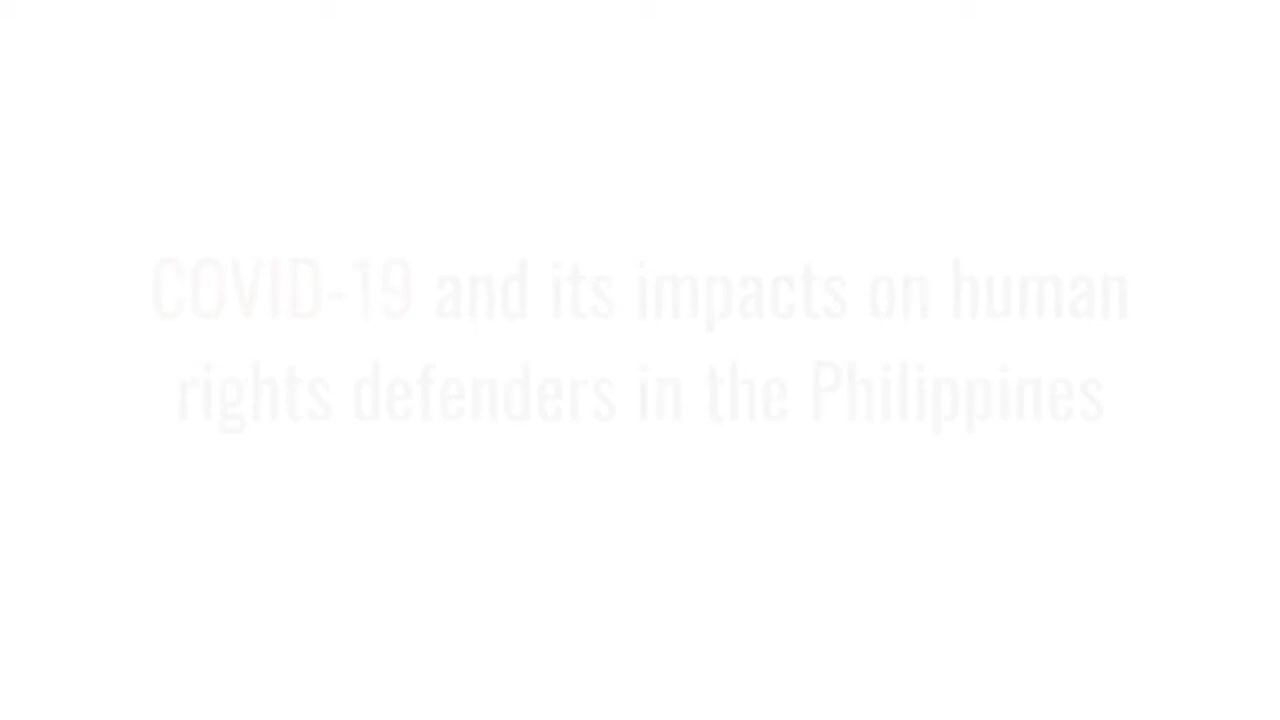 COVID-19 and its impacts on human
rights defenders in the Philippines